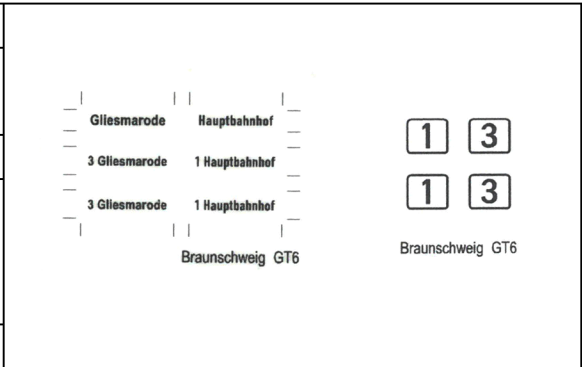 Gliesmarode Hauptbahnhof
3 Gliesmarode 1 Hauptbahnhof
3 Gliesmarode 1 Hauptbahnhof
Braunschweig GT6
1 3
1 3
Braunschweig GT6